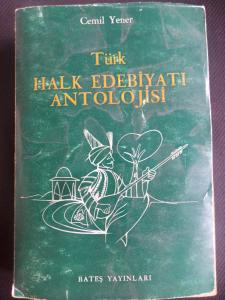 Cemil Yener
Türk
HALK EDEBİYATI
ANTOLOJİSİ
BATEŞ YAYINLARI